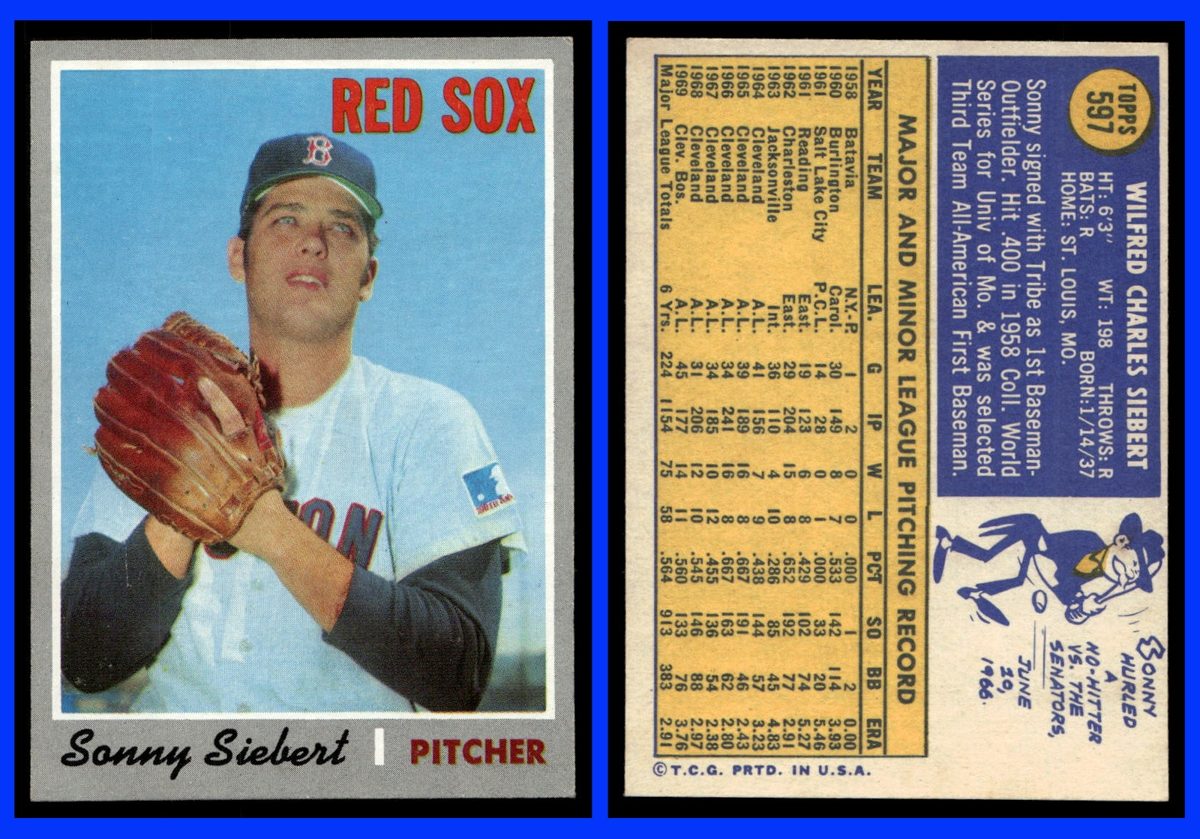 RED SOX
B
Sonny Siebert PITCHER
TOPPS
597
WILFRED CHARLES SIEBERT
HT: 6'3" WT: 198 THROWS: R
BATS: R BORN: 1/14/37
HOME: ST. LOUIS, MO.
Sonny signed with Tribe as 1st Baseman-
Outfielder. Hit .400 in 1958 Coll. World
Series for Univ of Mo. & was selected
Third Team All-American First Baseman.
SONNY
HURLED
A
NO-HITTER
VS. THE
SENATORS,
JUNE
20,
1966.
MAJOR AND MINOR LEAGUE PITCHING RECORD
YEAR TEAM LEA. G IP W L PCT SO BB ERA
1958 Batavia N.Y.-P. 1 2 0 0 .000 1 2 0.00
1960 Burlington Carol. 30 149 8 7 .533 142 114 3.93
1961 Salt Lake City P.C.L. 14 28 0 1 .000 33 20 5.46
1961 Reading East. 19 123 6 8 .429 102 74 5.27
1962 Charleston East. 29 204 15 8 .652 192 77 2.91
1963 Jacksonville Int. 36 110 4 10 .286 85 45 4.83
1964 Cleveland A.L. 41 156 7 9 .438 144 57 3.23
1965 Cleveland A.L. 39 189 16 8 .667 191 46 2.43
1966 Cleveland A.L. 34 241 16 8 .667 163 62 2.80
1967 Cleveland A.L. 34 185 10 12 .455 136 54 2.38
1968 Cleveland A.L. 31 206 12 10 .545 146 88 2.97
1969 Clev. Bos. A.L. 45 177 14 11 .560 133 76 3.76
Major League Totals 6 Yrs. 224 1154 75 58 .564 913 383 2.91
© T.C.G. PRTD. IN U.S.A.